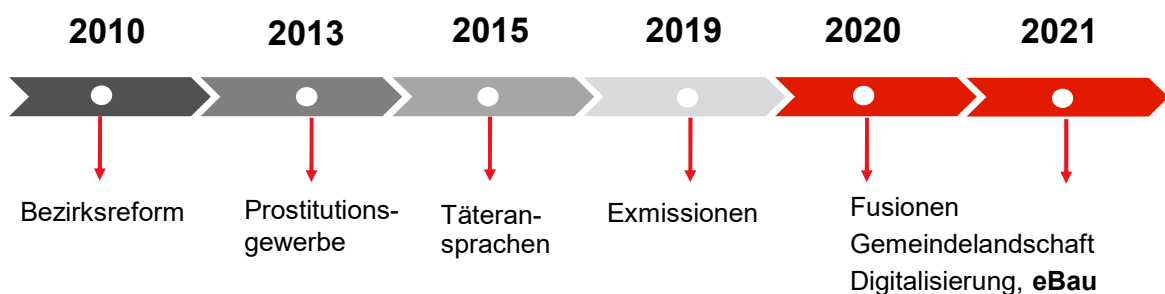 2010 2013 2015 2019 2020 2021
Bezirksreform
Prostitutions-
gewerbe
Täteran-
sprachen
Exmissionen
Fusionen
Gemeindelandschaft
Digitalisierung, eBau